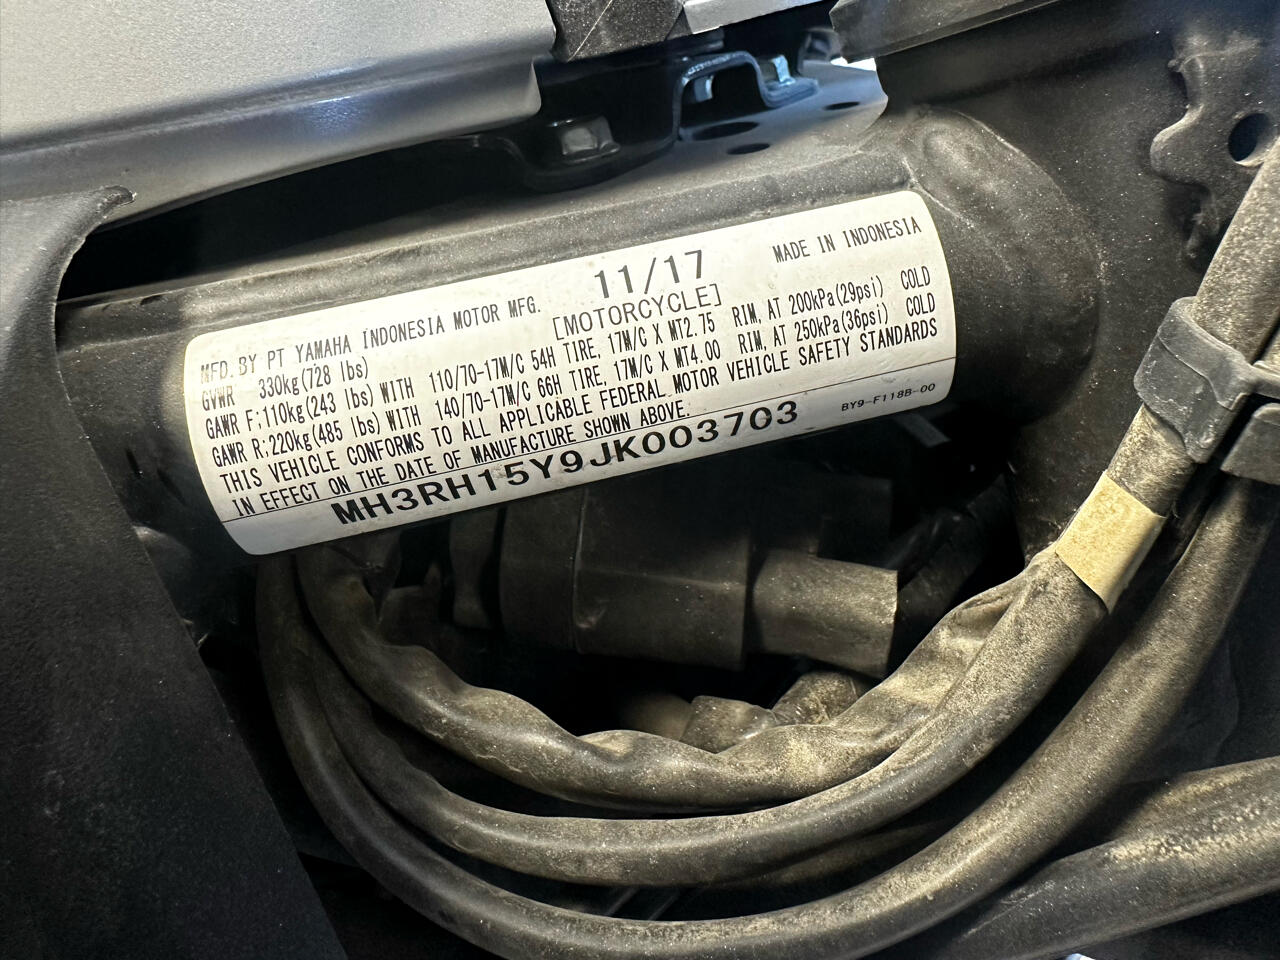 11/17 MADE IN INDONESIA
MFD. BY PT YAMAHA INDONESIA MOTOR MFG. [MOTORCYCLE]
GVWR 330kg(728 lbs)
GAWR F;110kg(243 lbs)WITH 110/70-17M/C 54H TIRE, 17M/C X MT2.75 RIM, AT 200kPa(29psi) COLD
GAWR R;220kg(485 lbs)WITH 140/70-17M/C 66H TIRE, 17M/C X MT4.00 RIM, AT 250kPa(36psi) COLD
THIS VEHICLE CONFORMS TO ALL APPLICABLE FEDERAL MOTOR VEHICLE SAFETY STANDARDS
IN EFFECT ON THE DATE OF MANUFACTURE SHOWN ABOVE.
MH3RH15Y9JK003703 BY9-F118B-00